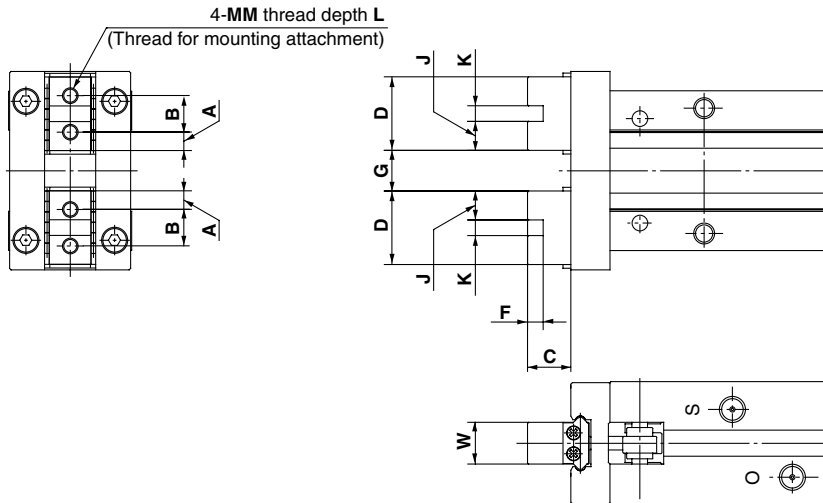 4-MM thread depth L
(Thread for mounting attachment)
B
A
B
A
J
K
D
G
D
J
K
F
C
W
S
O